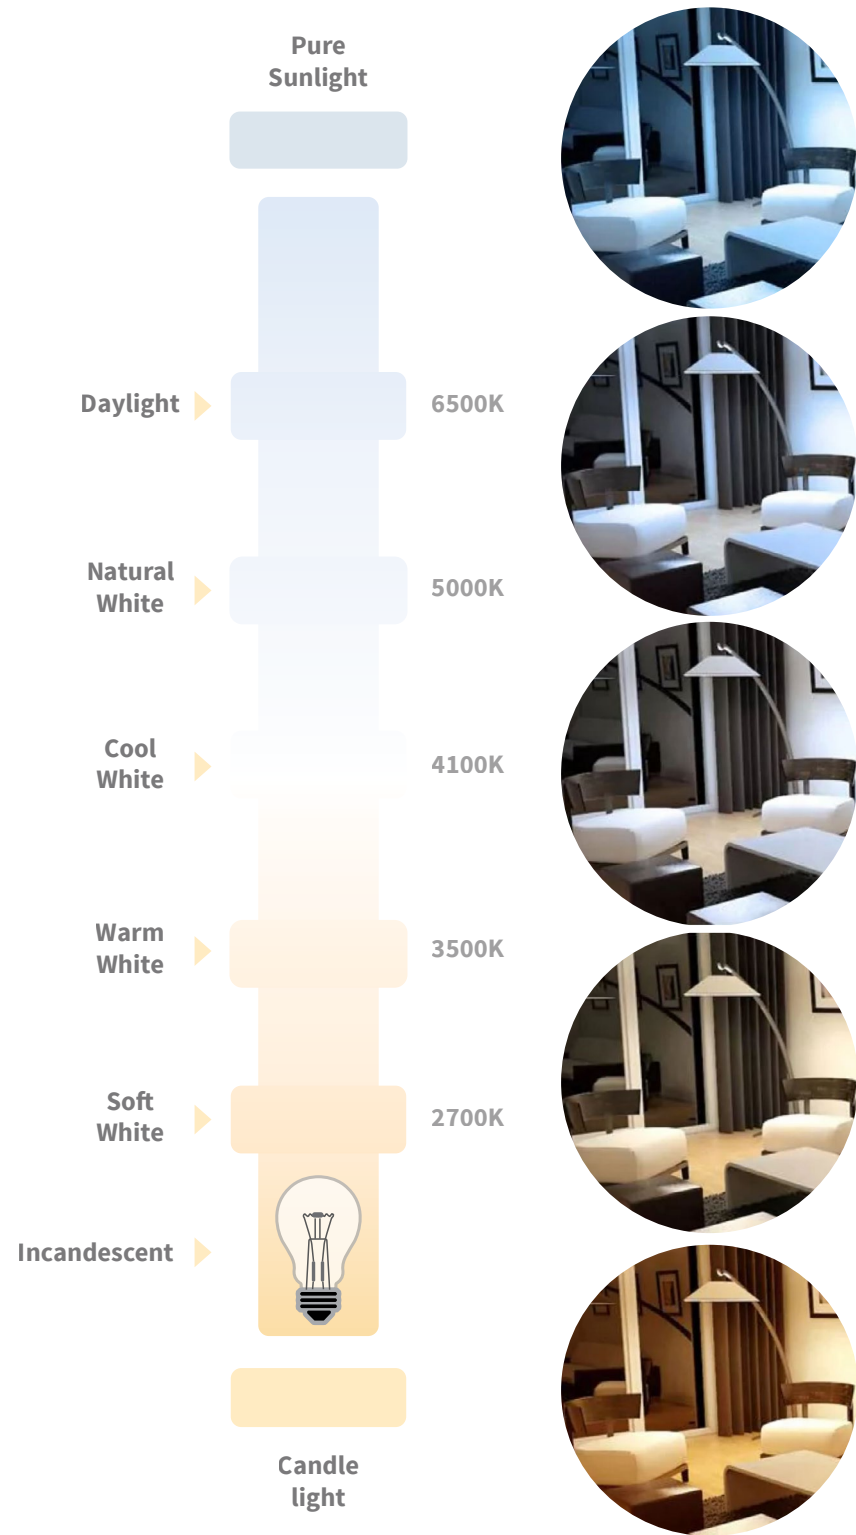 Pure
Sunlight
Daylight
6500K
Natural
White
5000K
Cool
White
4100K
Warm
White
3500K
Soft
White
2700K
Incandescent
Candle
light